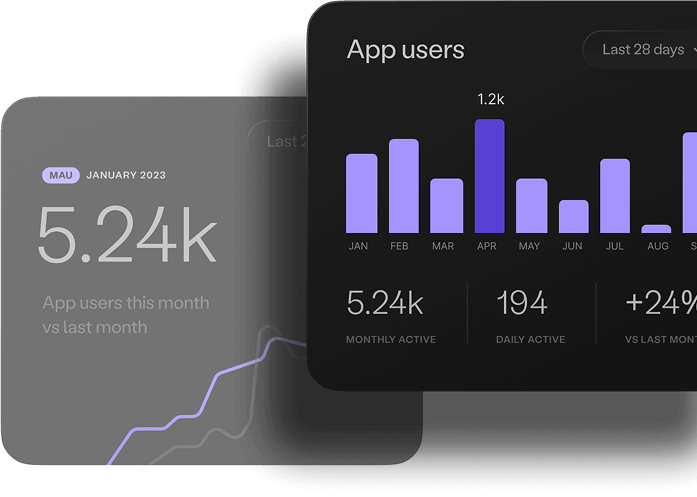 App users
Last 28 days
1.2k
JAN FEB MAR APR MAY JUN JUL AUG
5.24k 194 +24%
MONTHLY ACTIVE DAILY ACTIVE VS LAST
Last
MAU JANUARY 2023
5.24k
App users this month
vs last month